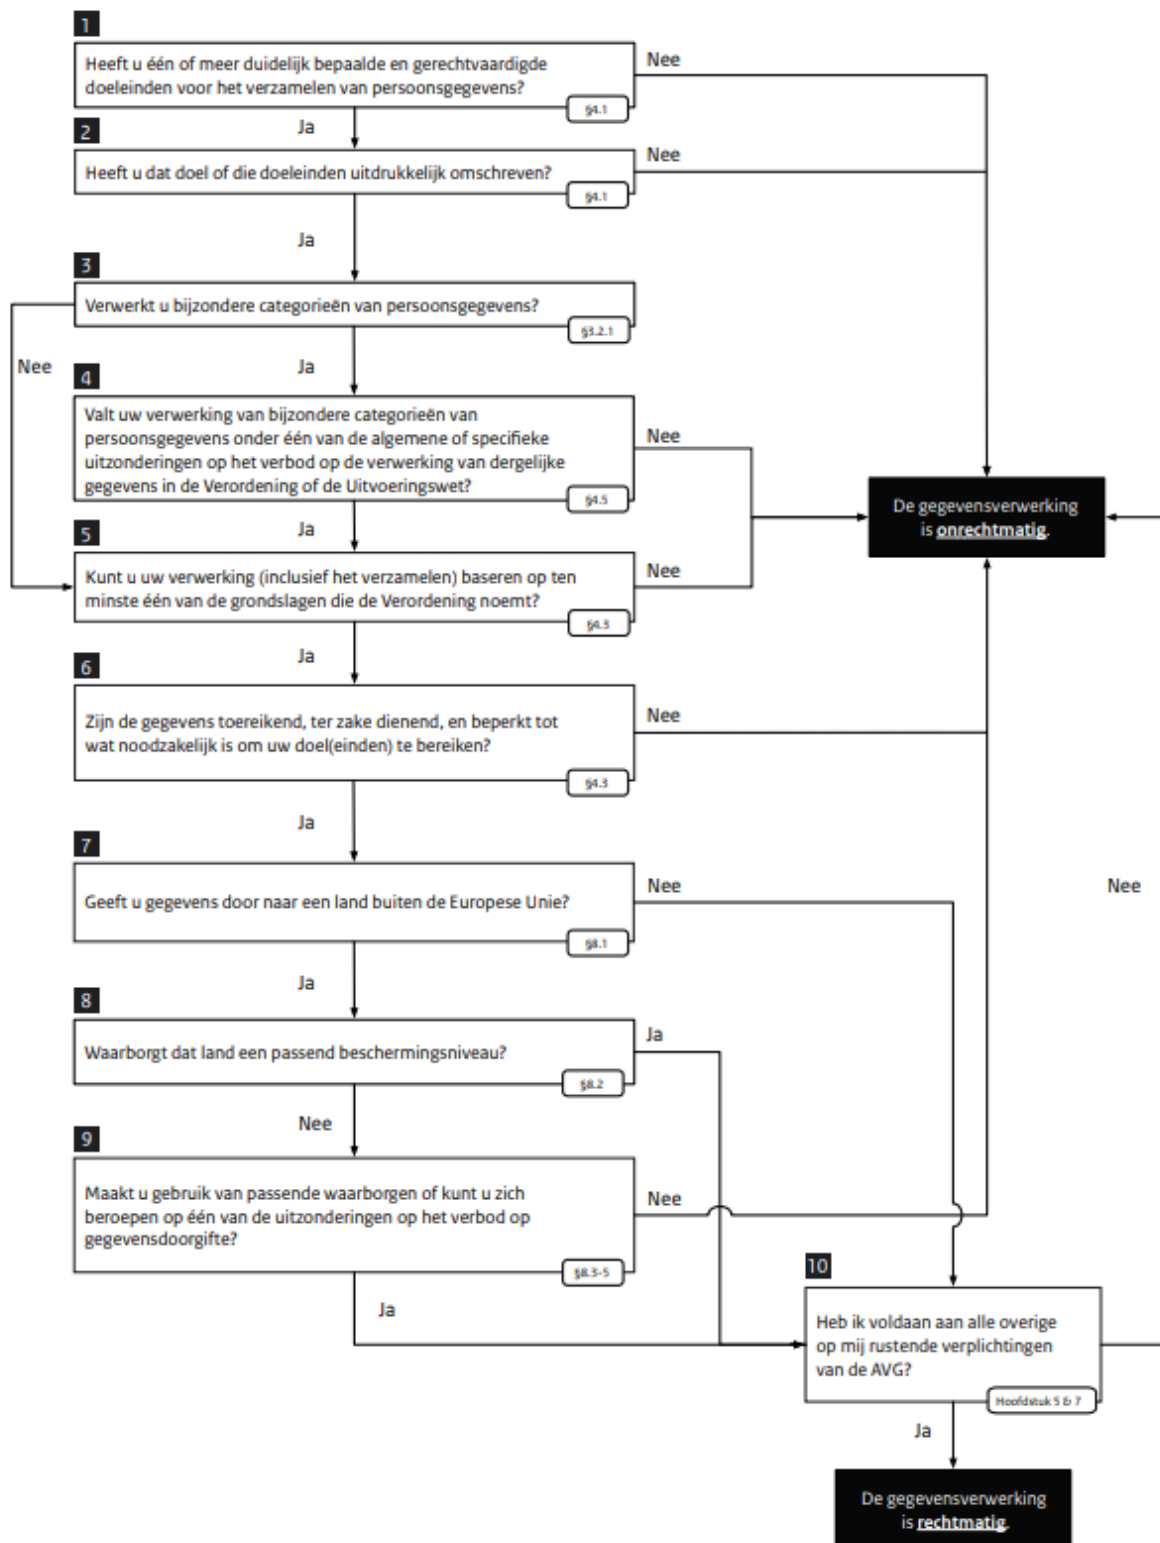 1
Heeft u één of meer duidelijk bepaalde en gerechtvaardigde
doeleinden voor het verzamelen van persoonsgegevens?
§4.1
Nee
Ja
2
Heeft u dat doel of die doeleinden uitdrukkelijk omschreven?
§4.1
Nee
Ja
3
Verwerkt u bijzondere categorieën van persoonsgegevens?
§3.2.1
Nee
Ja
4
Valt uw verwerking van bijzondere categorieën van
persoonsgegevens onder één van de algemene of specifieke
uitzonderingen op het verbod op de verwerking van dergelijke
gegevens in de Verordening of de Uitvoeringswet?
§4.5
Nee
Ja
De gegevensverwerking
is onrechtmatig.
5
Kunt u uw verwerking (inclusief het verzamelen) baseren op ten
minste één van de grondslagen die de Verordening noemt?
§4.3
Nee
Ja
6
Zijn de gegevens toereikend, ter zake dienend, en beperkt tot
wat noodzakelijk is om uw doel(einden) te bereiken?
§4.3
Nee
Ja
7
Geeft u gegevens door naar een land buiten de Europese Unie?
§8.1
Nee
Nee
Ja
8
Waarborgt dat land een passend beschermingsniveau?
§8.2
Ja
Nee
9
Maakt u gebruik van passende waarborgen of kunt u zich
beroepen op één van de uitzonderingen op het verbod op
gegevensdoorgifte?
§8.3-5
Nee
Ja
10
Heb ik voldaan aan alle overige
op mij rustende verplichtingen
van de AVG?
Hoofdstuk 5 & 7
Ja
De gegevensverwerking
is rechtmatig.